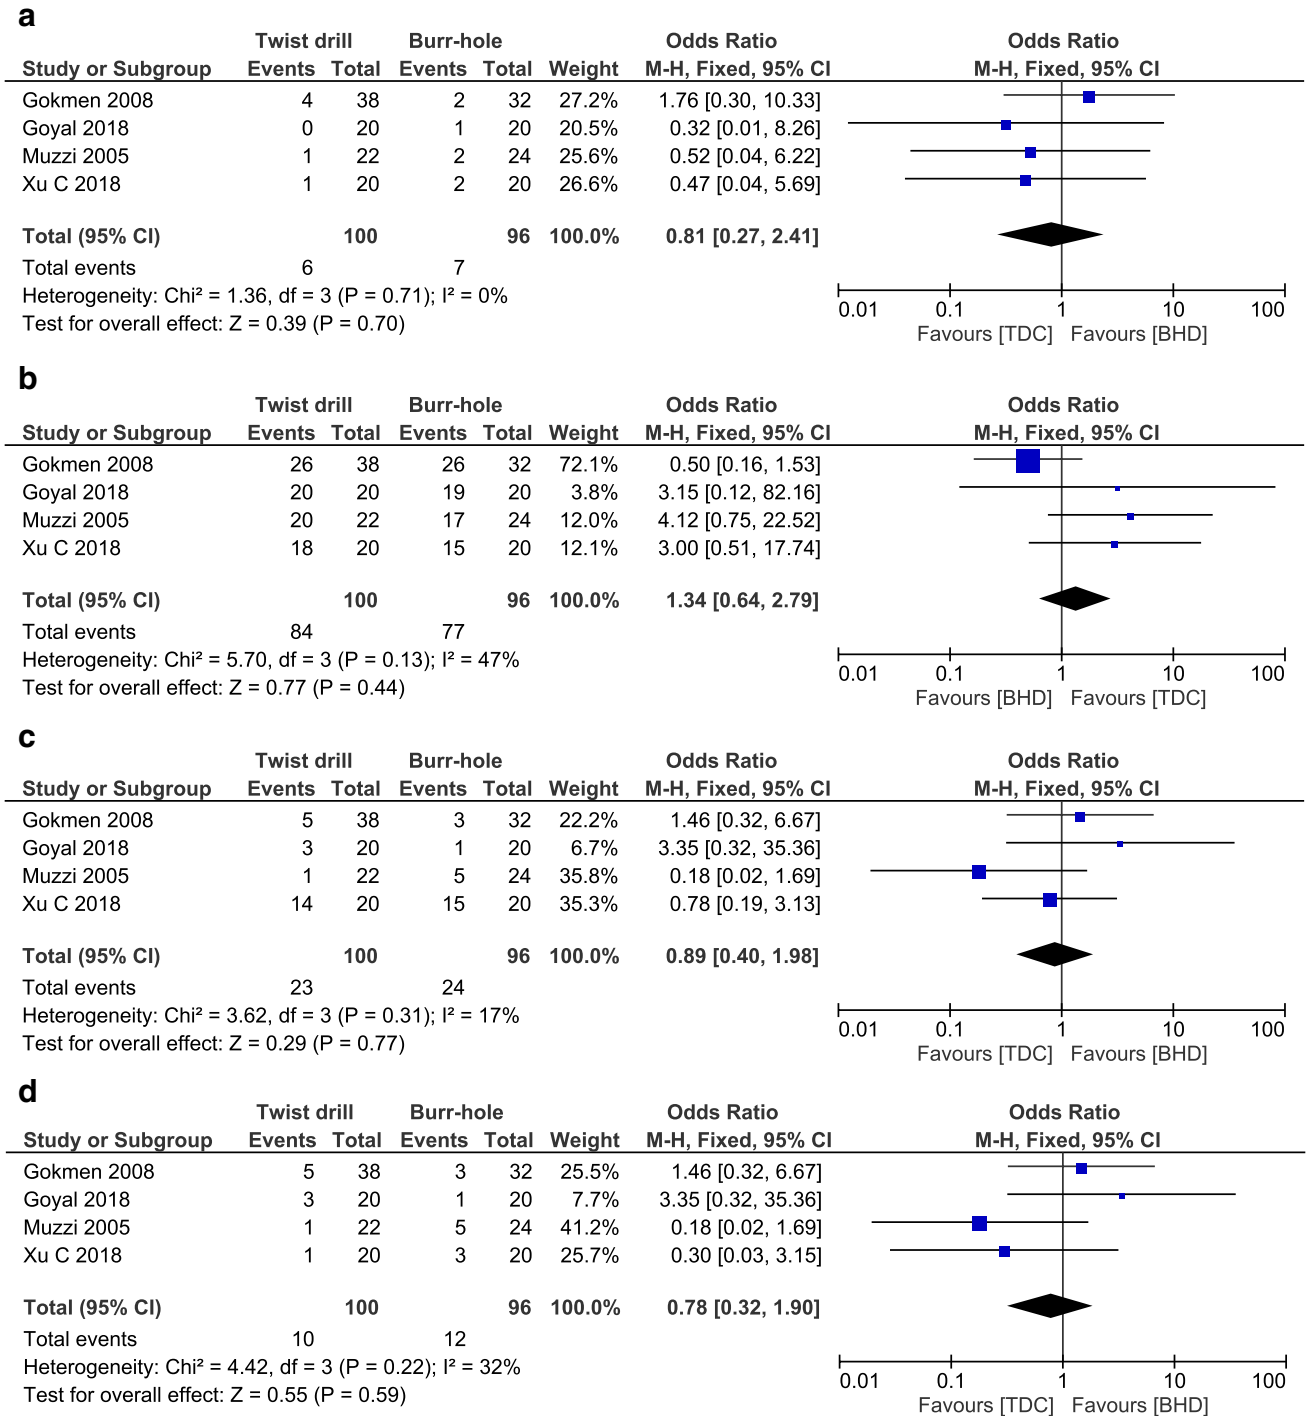 a
Twist drill Burr-hole Odds Ratio Odds Ratio
Study or Subgroup Events Total Events Total Weight M-H, Fixed, 95% CI M-H, Fixed, 95% CI
Gokmen 2008 4 38 2 32 27.2% 1.76 [0.30, 10.33]
Goyal 2018 0 20 1 20 20.5% 0.32 [0.01, 8.26]
Muzzi 2005 1 22 2 24 25.6% 0.52 [0.04, 6.22]
Xu C 2018 1 20 2 20 26.6% 0.47 [0.04, 5.69]
Total (95% CI) 100 96 100.0% 0.81 [0.27, 2.41]
Total events 6 7
Heterogeneity: Chi² = 1.36, df = 3 (P = 0.71); I² = 0%
Test for overall effect: Z = 0.39 (P = 0.70)
0.01 0.1 1 10 100
Favours [TDC] Favours [BHD]
b
Twist drill Burr-hole Odds Ratio Odds Ratio
Study or Subgroup Events Total Events Total Weight M-H, Fixed, 95% CI M-H, Fixed, 95% CI
Gokmen 2008 26 38 26 32 72.1% 0.50 [0.16, 1.53]
Goyal 2018 20 20 19 20 3.8% 3.15 [0.12, 82.16]
Muzzi 2005 20 22 17 24 12.0% 4.12 [0.75, 22.52]
Xu C 2018 18 20 15 20 12.1% 3.00 [0.51, 17.74]
Total (95% CI) 100 96 100.0% 1.34 [0.64, 2.79]
Total events 84 77
Heterogeneity: Chi² = 5.70, df = 3 (P = 0.13); I² = 47%
Test for overall effect: Z = 0.77 (P = 0.44)
0.01 0.1 1 10 100
Favours [BHD] Favours [TDC]
c
Twist drill Burr-hole Odds Ratio Odds Ratio
Study or Subgroup Events Total Events Total Weight M-H, Fixed, 95% CI M-H, Fixed, 95% CI
Gokmen 2008 5 38 3 32 22.2% 1.46 [0.32, 6.67]
Goyal 2018 3 20 1 20 6.7% 3.35 [0.32, 35.36]
Muzzi 2005 1 22 5 24 35.8% 0.18 [0.02, 1.69]
Xu C 2018 14 20 15 20 35.3% 0.78 [0.19, 3.13]
Total (95% CI) 100 96 100.0% 0.89 [0.40, 1.98]
Total events 23 24
Heterogeneity: Chi² = 3.62, df = 3 (P = 0.31); I² = 17%
Test for overall effect: Z = 0.29 (P = 0.77)
0.01 0.1 1 10 100
Favours [TDC] Favours [BHD]
d
Twist drill Burr-hole Odds Ratio Odds Ratio
Study or Subgroup Events Total Events Total Weight M-H, Fixed, 95% CI M-H, Fixed, 95% CI
Gokmen 2008 5 38 3 32 25.5% 1.46 [0.32, 6.67]
Goyal 2018 3 20 1 20 7.7% 3.35 [0.32, 35.36]
Muzzi 2005 1 22 5 24 41.2% 0.18 [0.02, 1.69]
Xu C 2018 1 20 3 20 25.7% 0.30 [0.03, 3.15]
Total (95% CI) 100 96 100.0% 0.78 [0.32, 1.90]
Total events 10 12
Heterogeneity: Chi² = 4.42, df = 3 (P = 0.22); I² = 32%
Test for overall effect: Z = 0.55 (P = 0.59)
0.01 0.1 1 10 100
Favours [TDC] Favours [BHD]